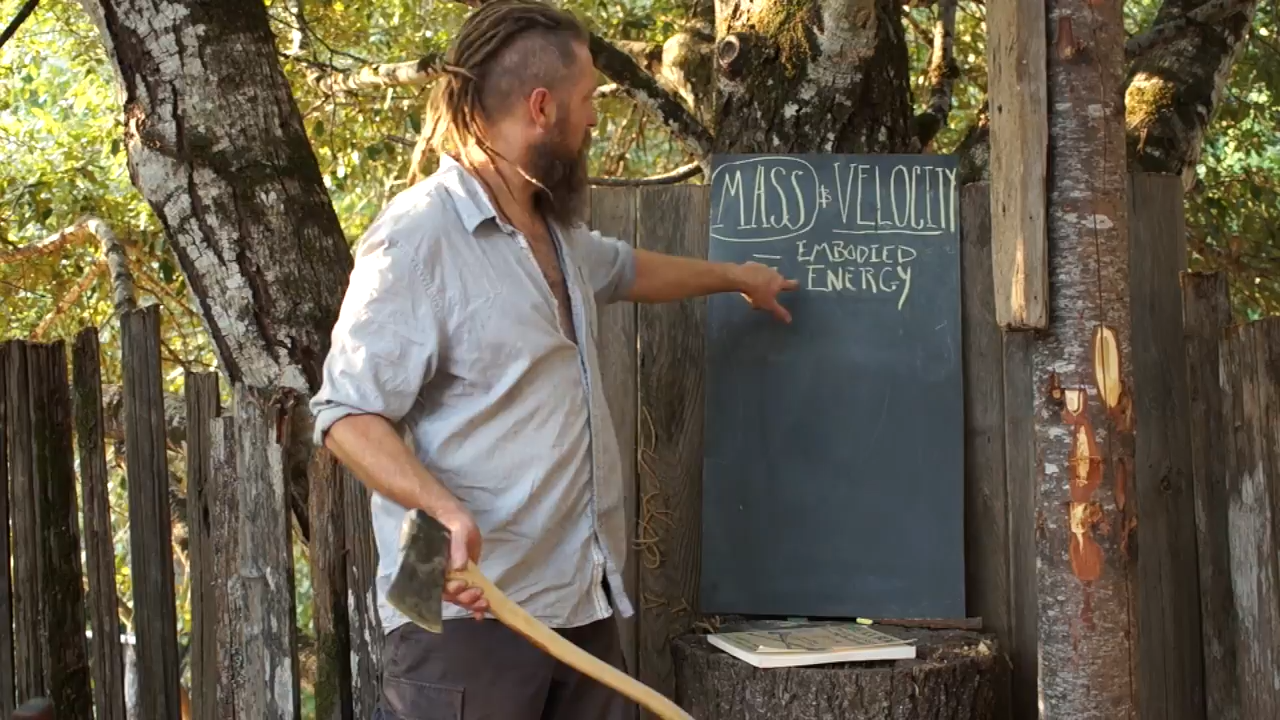 MASS & VELOCITY
— EMBODIED
ENERGY